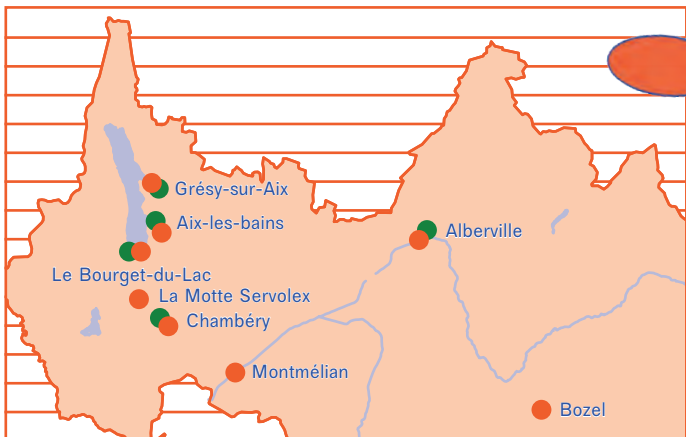 Grésy-sur-Aix
Aix-les-bains
Alberville
Le Bourget-du-Lac
La Motte Servolex
Chambéry
Montmélian
Bozel